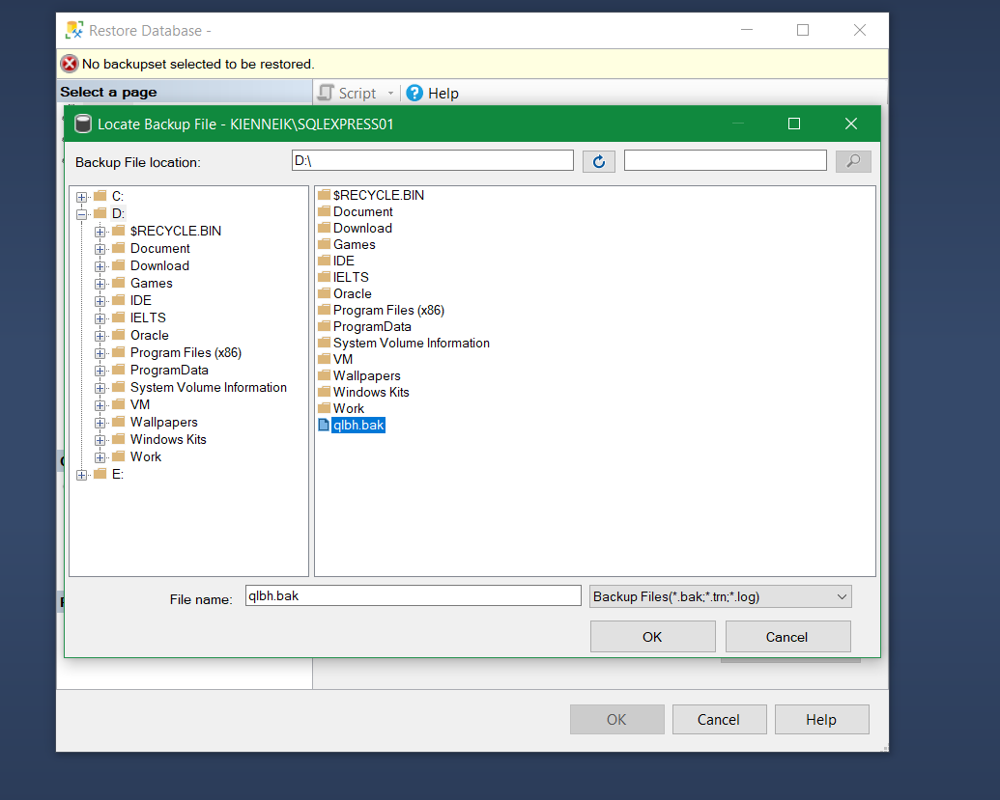 Restore Database -
No backupset selected to be restored.
Select a page
Script
Help
Locate Backup File - KIENNEIK\SQLEXPRESS01
Backup File location:
D:\
C:
D:
$RECYCLE.BIN
Document
Download
Games
IDE
IELTS
Oracle
Program Files (x86)
ProgramData
System Volume Information
VM
Wallpapers
Windows Kits
Work
E:
$RECYCLE.BIN
Document
Download
Games
IDE
IELTS
Oracle
Program Files (x86)
ProgramData
System Volume Information
VM
Wallpapers
Windows Kits
Work
qlbh.bak
File name:
qlbh.bak
Backup Files(*.bak;*.trn;*.log)
OK
Cancel
OK
Cancel
Help